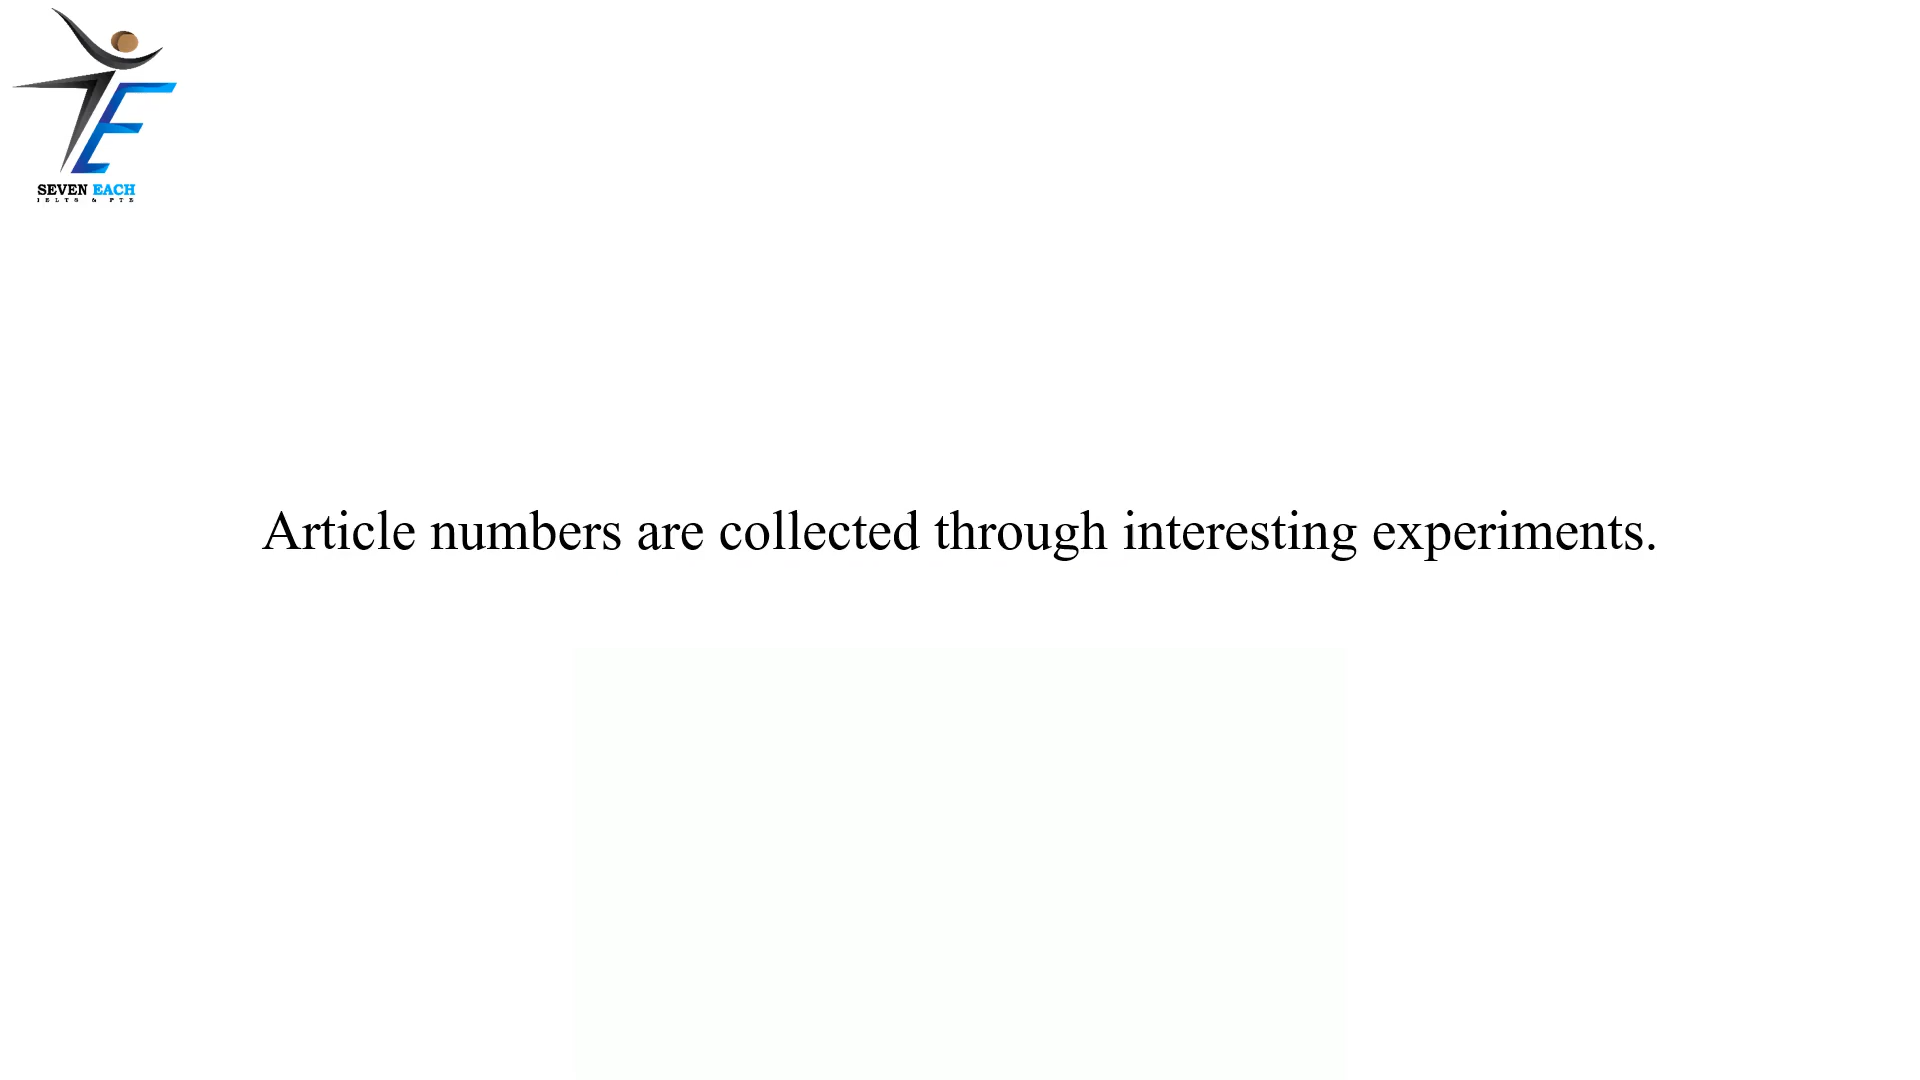 SEVEN EACH
IELTS & PTE
Article numbers are collected through interesting experiments.